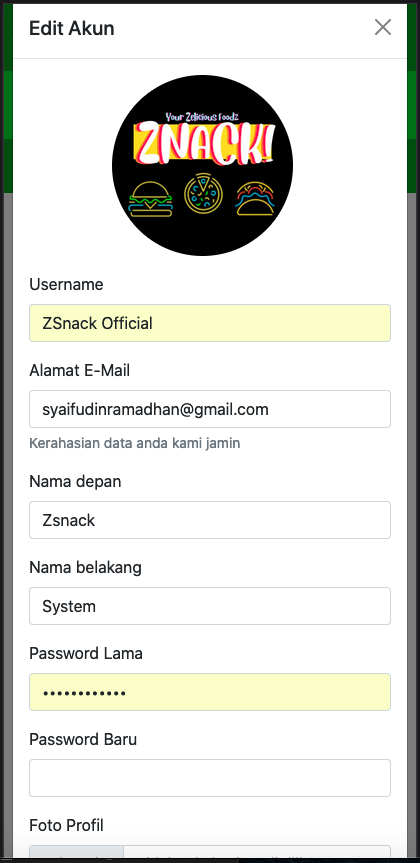 Edit Akun
Your Zelicious Foodz
ZNACK!
Username
ZSnack Official
Alamat E-Mail
syaifudinramadhan@gmail.com
Kerahasian data anda kami jamin
Nama depan
Zsnack
Nama belakang
System
Password Lama
••••••••••••
Password Baru
Foto Profil